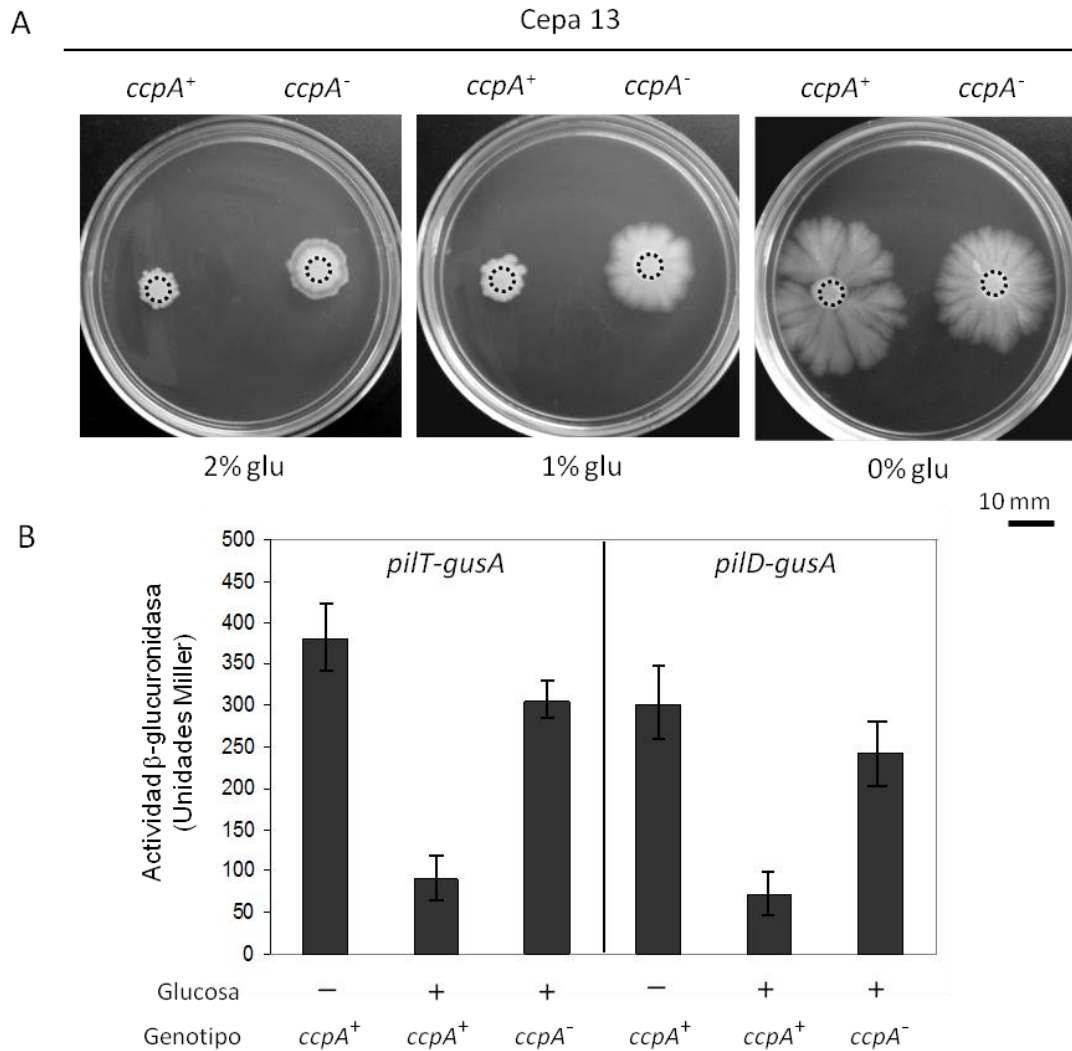 A
Cepa 13
ccpA⁺ ccpA⁻ ccpA⁺ ccpA⁻ ccpA⁺ ccpA⁻
2% glu 1% glu 0% glu
10 mm
B
pilT-gusA pilD-gusA
Actividad β-glucuronidasa
(Unidades Miller)
500
450
400
350
300
250
200
150
100
50
0
Glucosa – + + – + +
Genotipo ccpA⁺ ccpA⁺ ccpA⁻ ccpA⁺ ccpA⁺ ccpA⁻